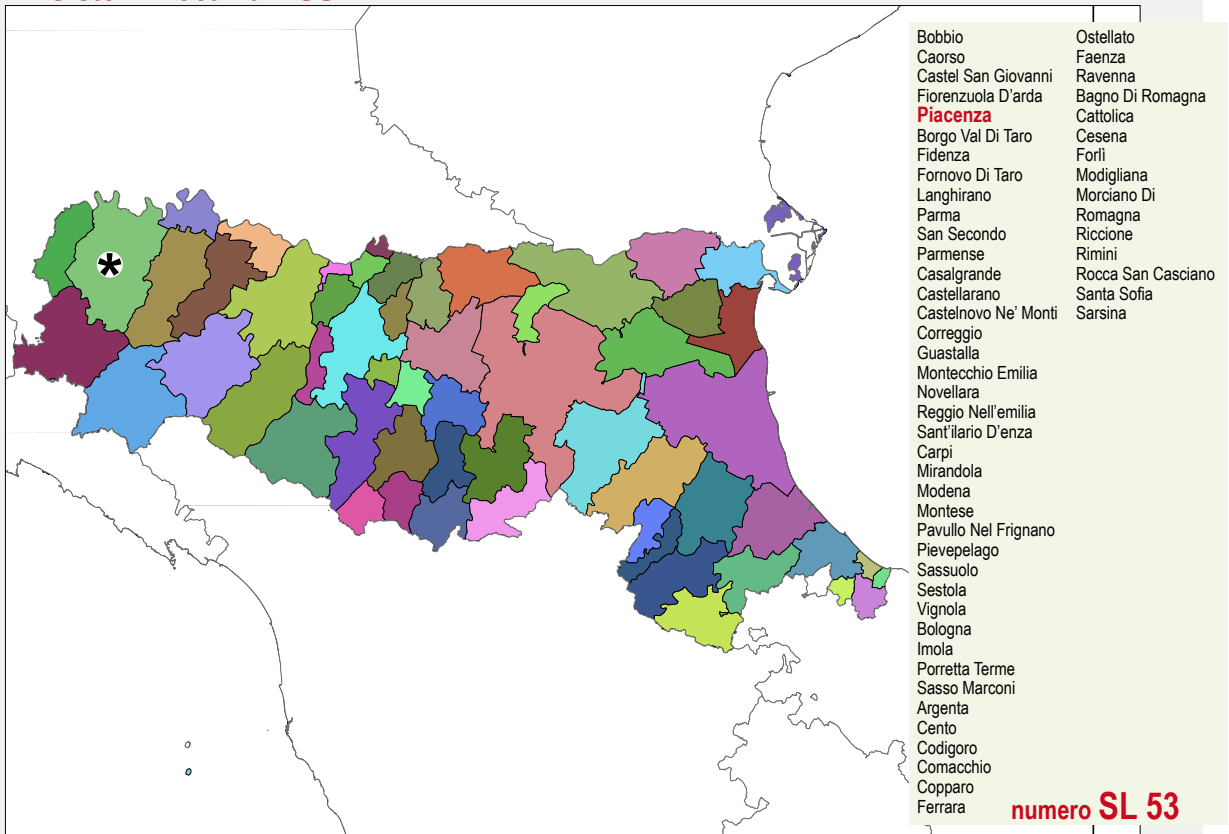 Bobbio
Caorso
Castel San Giovanni
Fiorenzuola D'arda
Piacenza
Borgo Val Di Taro
Fidenza
Fornovo Di Taro
Langhirano
Parma
San Secondo
Parmense
Casalgrande
Castellarano
Castelnovo Ne' Monti
Correggio
Guastalla
Montecchio Emilia
Novellara
Reggio Nell'emilia
Sant'ilario D'enza
Carpi
Mirandola
Modena
Montese
Pavullo Nel Frignano
Pievepelago
Sassuolo
Sestola
Vignola
Bologna
Imola
Porretta Terme
Sasso Marconi
Argenta
Cento
Codigoro
Comacchio
Copparo
Ferrara
Ostellato
Faenza
Ravenna
Bagno Di Romagna
Cattolica
Cesena
Forlì
Modigliana
Morciano Di
Romagna
Riccione
Rimini
Rocca San Casciano
Santa Sofia
Sarsina
numero SL 53